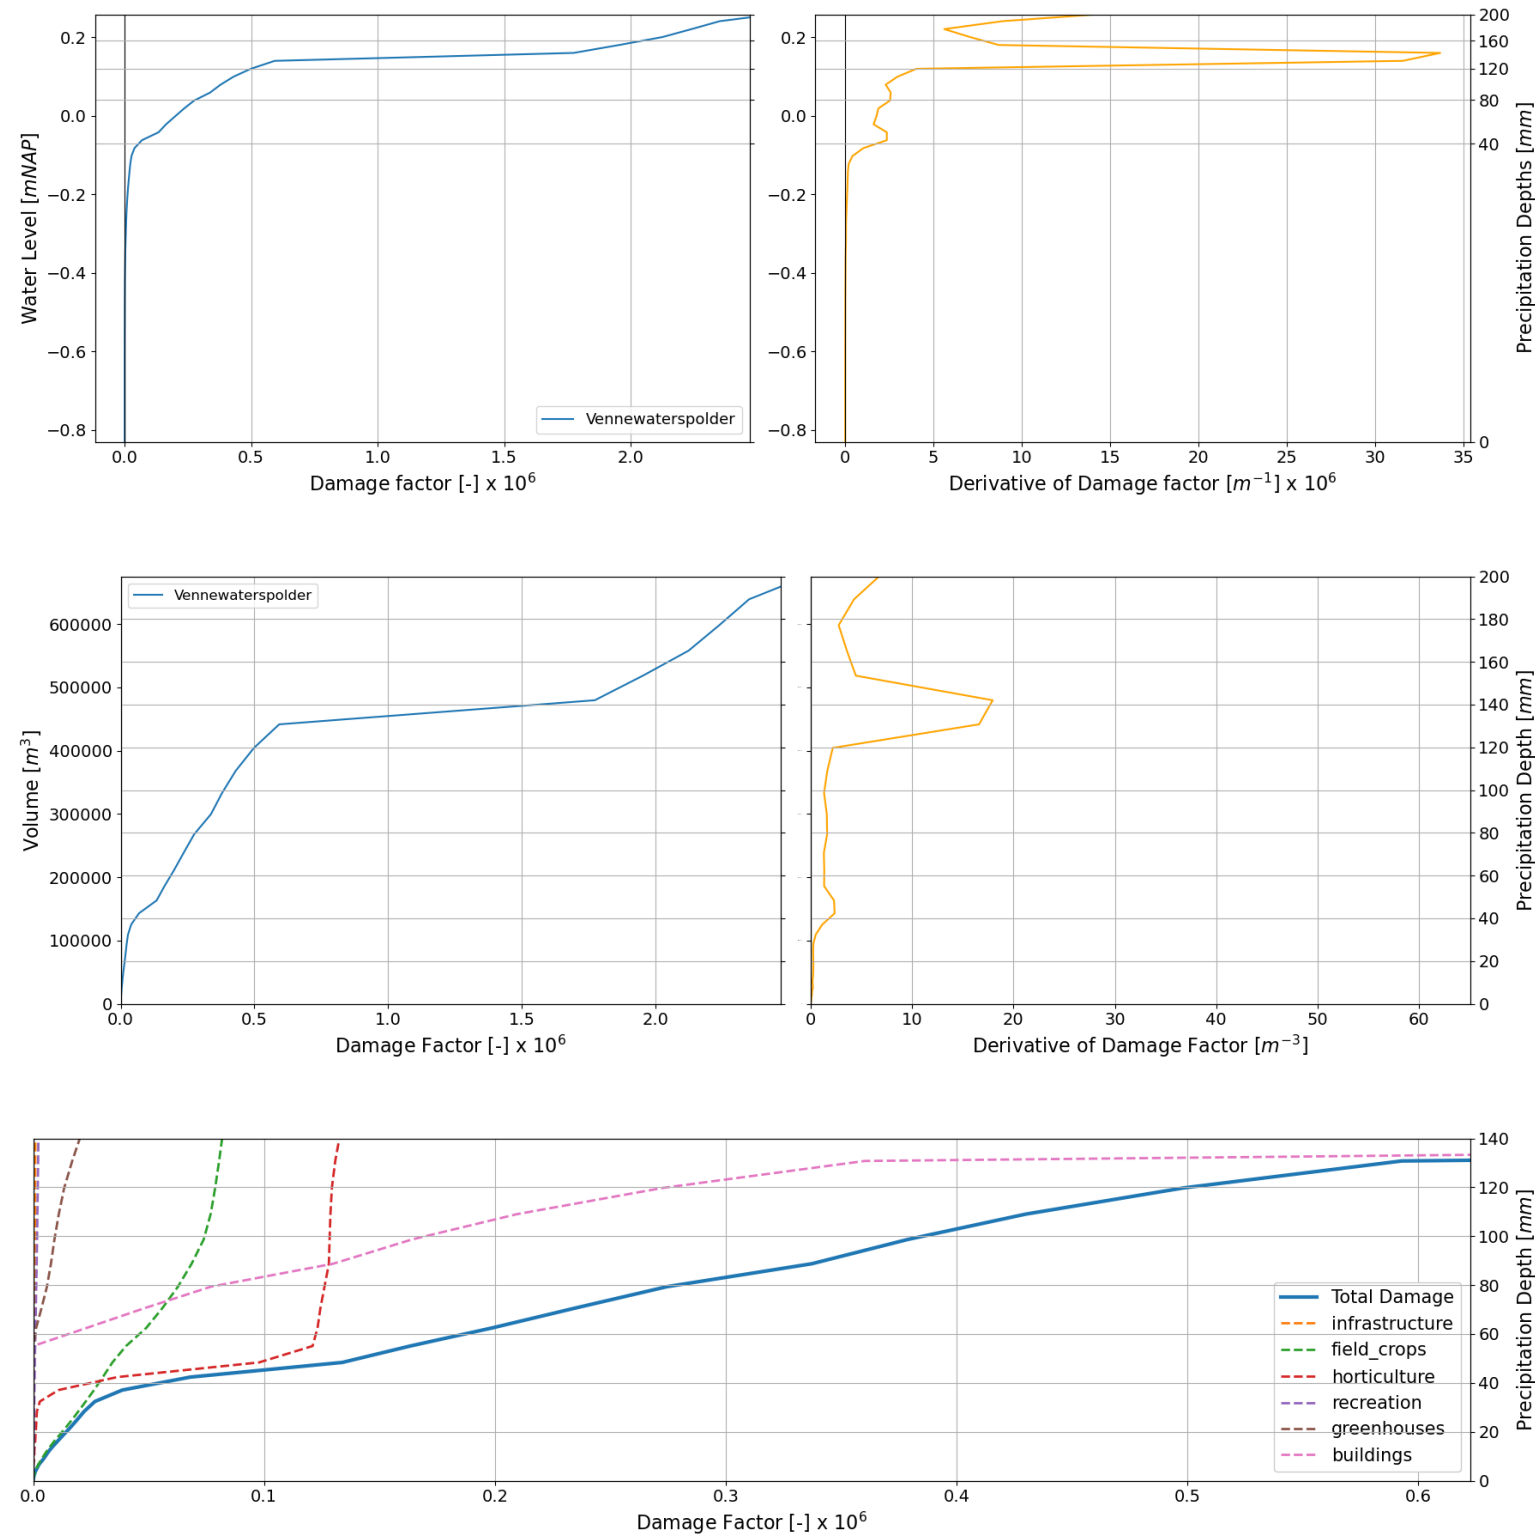 0.2
0.0
−0.2
−0.4
−0.6
−0.8
Water Level [mNAP]
Vennewaterspolder
0.0 0.5 1.0 1.5 2.0
Damage factor [-] x 10⁶
0.2
0.0
−0.2
−0.4
−0.6
−0.8
0 5 10 15 20 25 30 35
Derivative of Damage factor [m⁻¹] x 10⁶
200
160
120
80
40
0
Precipitation Depths [mm]
Vennewaterspolder
600000
500000
400000
300000
200000
100000
0
Volume [m³]
0.0 0.5 1.0 1.5 2.0
Damage Factor [-] x 10⁶
0 10 20 30 40 50 60
Derivative of Damage Factor [m⁻³]
200
180
160
140
120
100
80
60
40
20
0
Precipitation Depth [mm]
140
120
100
80
60
40
20
0
Precipitation Depth [mm]
Total Damage
infrastructure
field_crops
horticulture
recreation
greenhouses
buildings
0.0 0.1 0.2 0.3 0.4 0.5 0.6
Damage Factor [-] x 10⁶